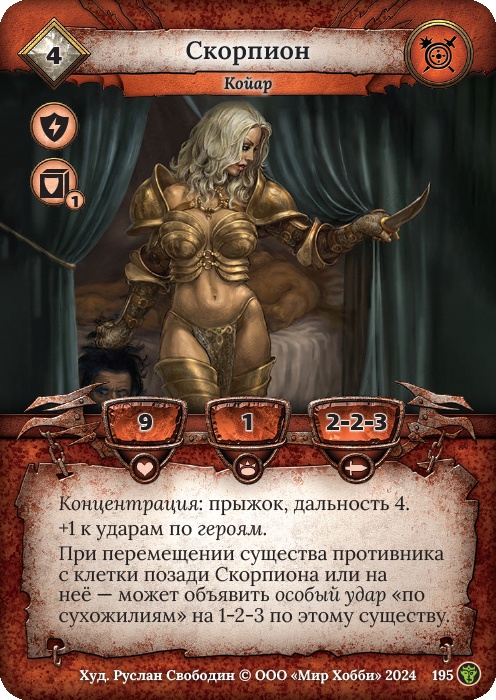 4
Скорпион
Койар
1
9
1
2-2-3
Концентрация: прыжок, дальность 4.
+1 к ударам по героям.
При перемещении существа противника
с клетки позади Скорпиона или на
неё — может объявить особый удар «по
сухожилиям» на 1-2-3 по этому существу.
Худ. Руслан Свободин © ООО «Мир Хобби» 2024 195